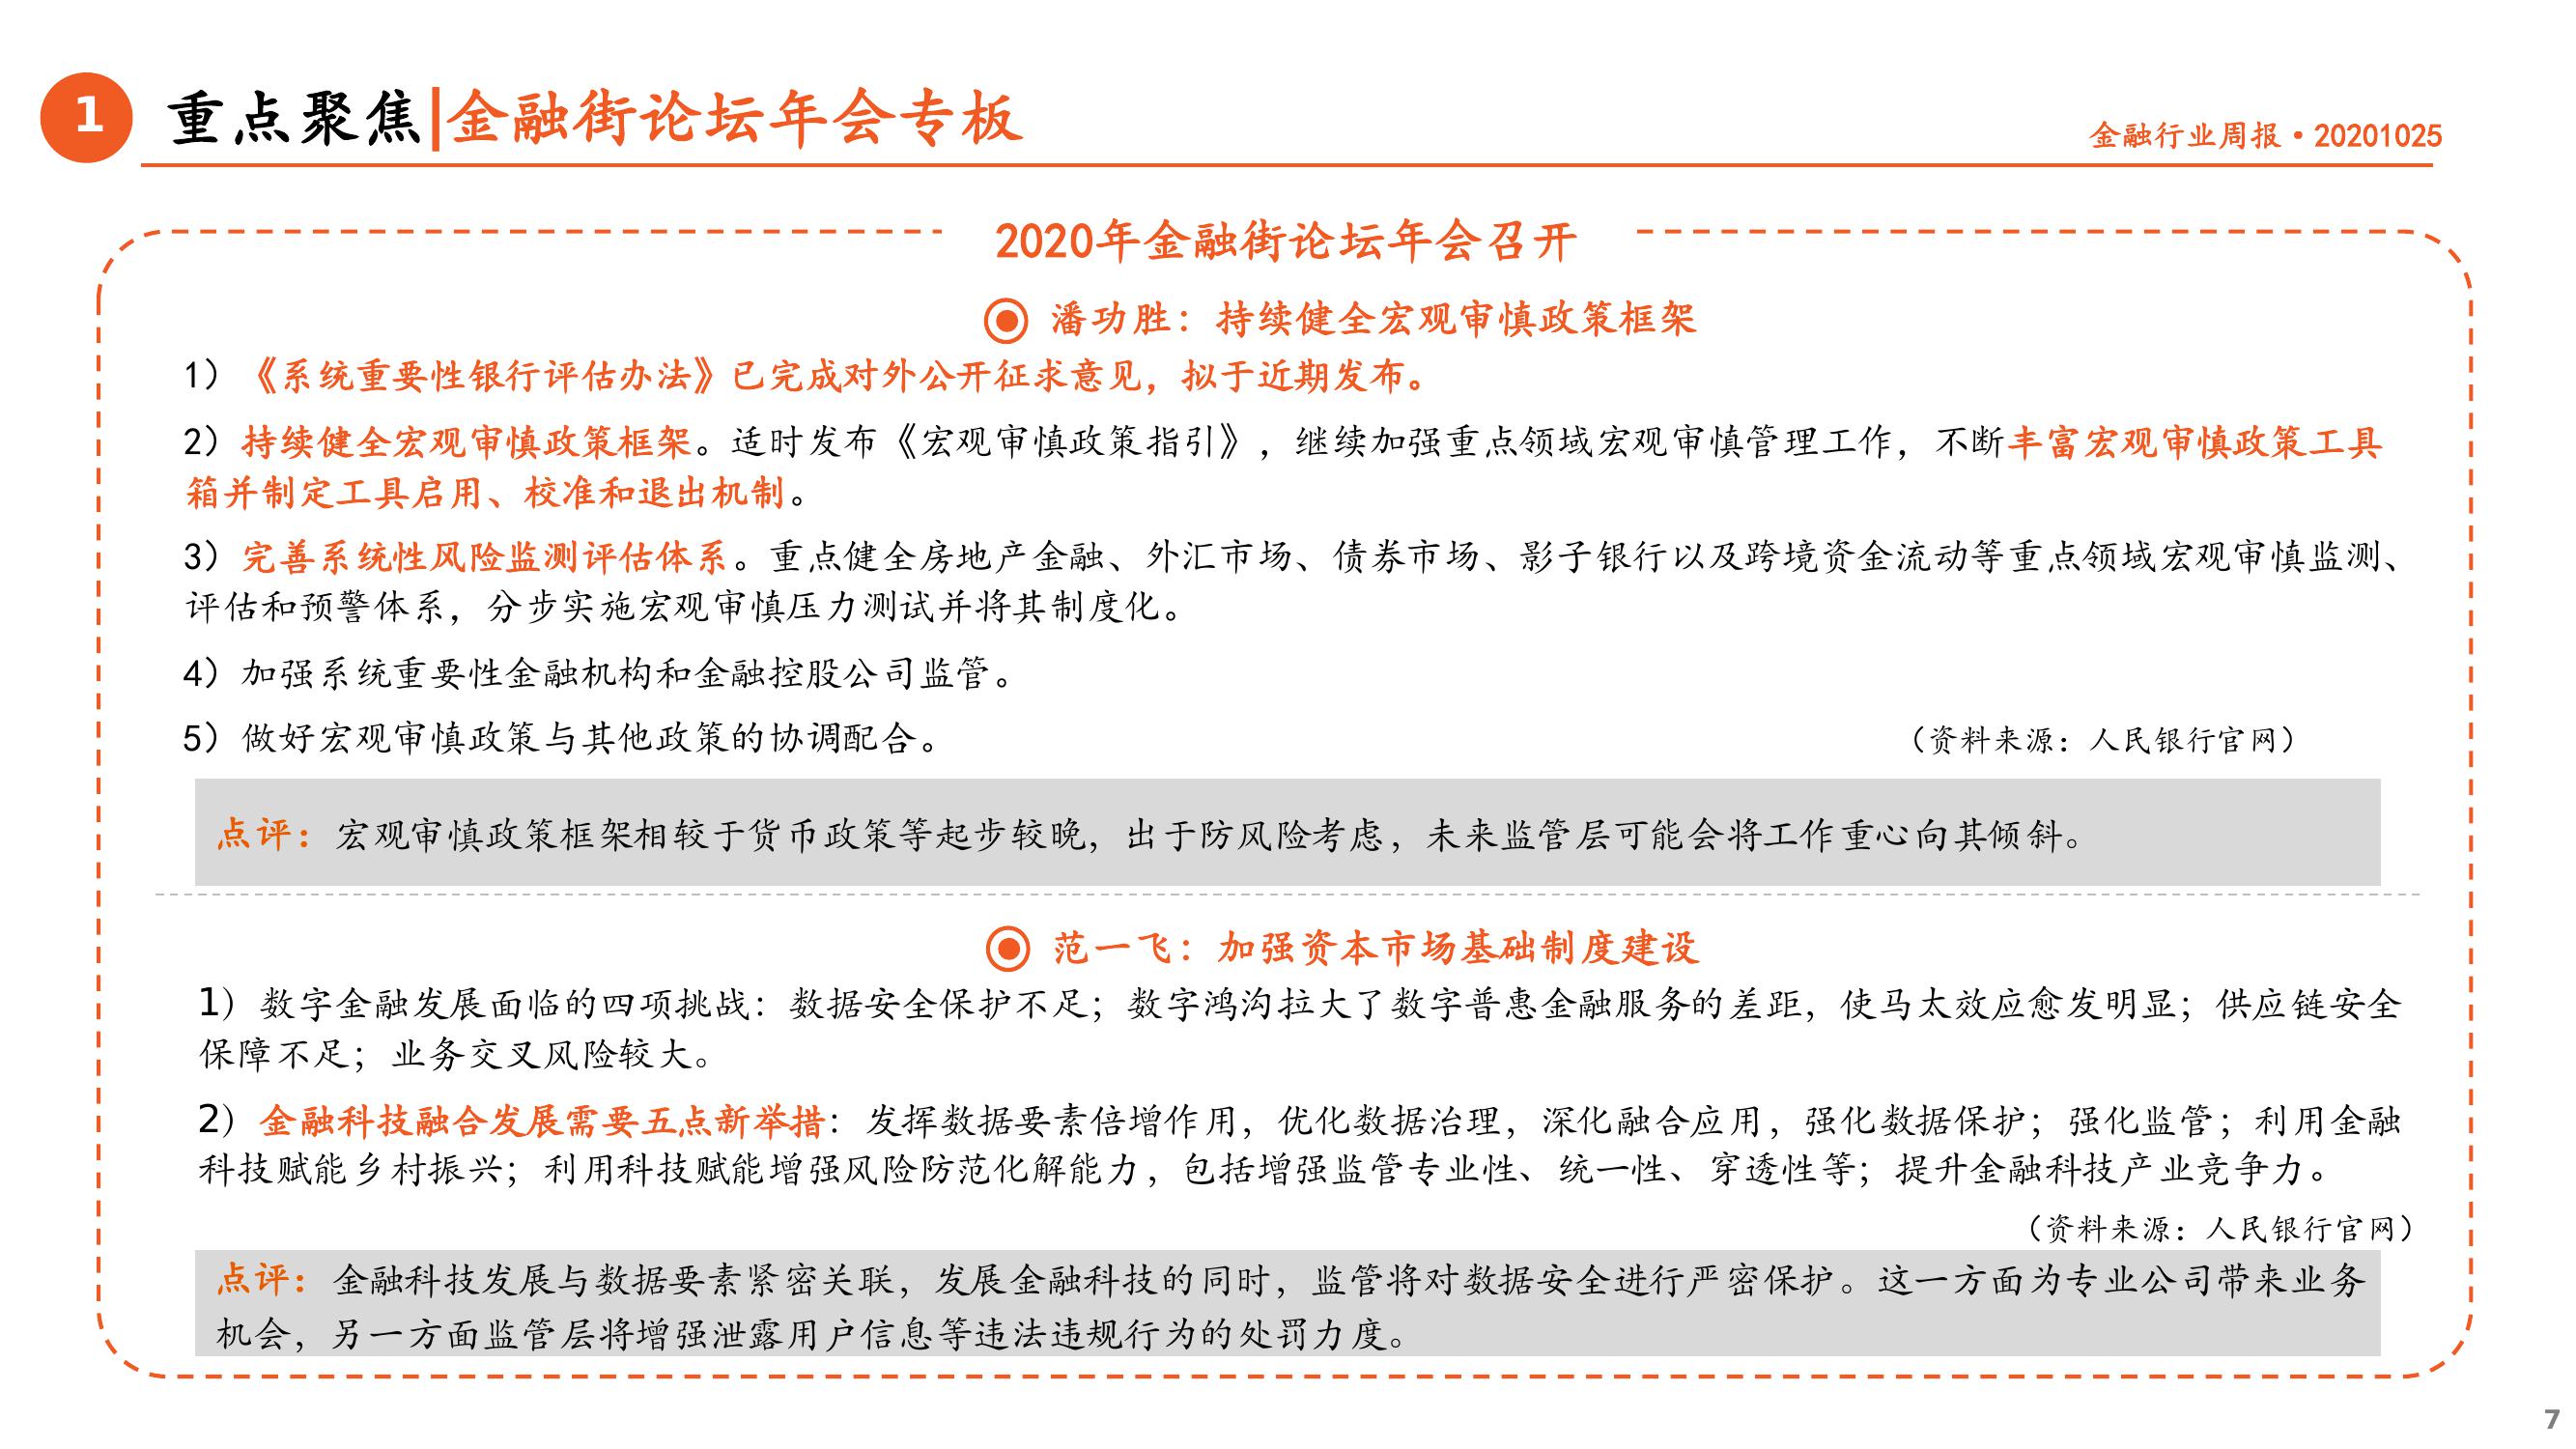 1 重点聚焦|金融街论坛年会专板
金融行业周报•20201025
2020年金融街论坛年会召开
潘功胜：持续健全宏观审慎政策框架
1）《系统重要性银行评估办法》已完成对外公开征求意见，拟于近期发布。
2）持续健全宏观审慎政策框架。适时发布《宏观审慎政策指引》，继续加强重点领域宏观审慎管理工作，不断丰富宏观审慎政策工具
箱并制定工具启用、校准和退出机制。
3）完善系统性风险监测评估体系。重点健全房地产金融、外汇市场、债券市场、影子银行以及跨境资金流动等重点领域宏观审慎监测、
评估和预警体系，分步实施宏观审慎压力测试并将其制度化。
4）加强系统重要性金融机构和金融控股公司监管。
5）做好宏观审慎政策与其他政策的协调配合。
（资料来源：人民银行官网）
点评：宏观审慎政策框架相较于货币政策等起步较晚，出于防风险考虑，未来监管层可能会将工作重心向其倾斜。
范一飞：加强资本市场基础制度建设
1）数字金融发展面临的四项挑战：数据安全保护不足；数字鸿沟拉大了数字普惠金融服务的差距，使马太效应愈发明显；供应链安全
保障不足；业务交叉风险较大。
2）金融科技融合发展需要五点新举措：发挥数据要素倍增作用，优化数据治理，深化融合应用，强化数据保护；强化监管；利用金融
科技赋能乡村振兴；利用科技赋能增强风险防范化解能力，包括增强监管专业性、统一性、穿透性等；提升金融科技产业竞争力。
（资料来源：人民银行官网）
点评：金融科技发展与数据要素紧密关联，发展金融科技的同时，监管将对数据安全进行严密保护。这一方面为专业公司带来业务
机会，另一方面监管层将增强泄露用户信息等违法违规行为的处罚力度。
7